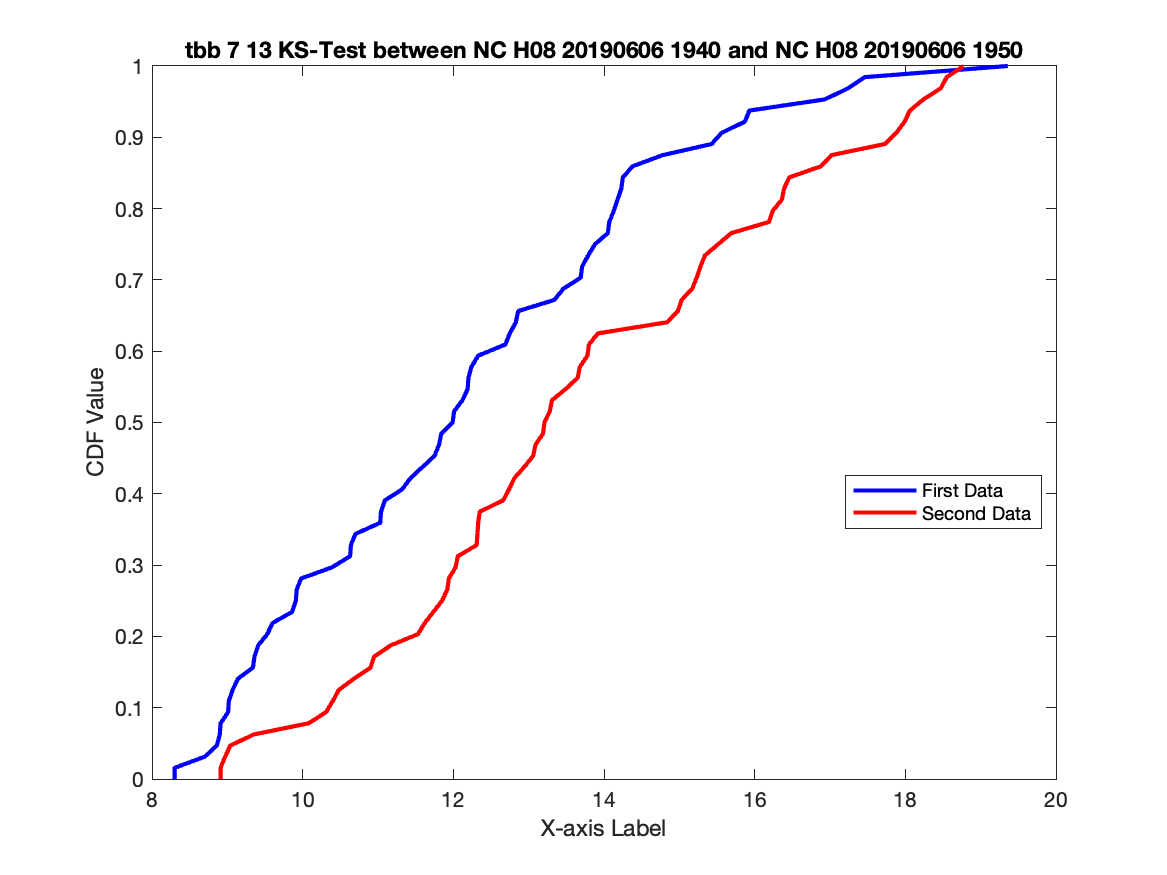 tbb 7 13 KS-Test between NC H08 20190606 1940 and NC H08 20190606 1950
1
0.9
0.8
0.7
0.6
0.5
0.4
0.3
0.2
0.1
0
CDF Value
First Data
Second Data
8 10 12 14 16 18 20
X-axis Label